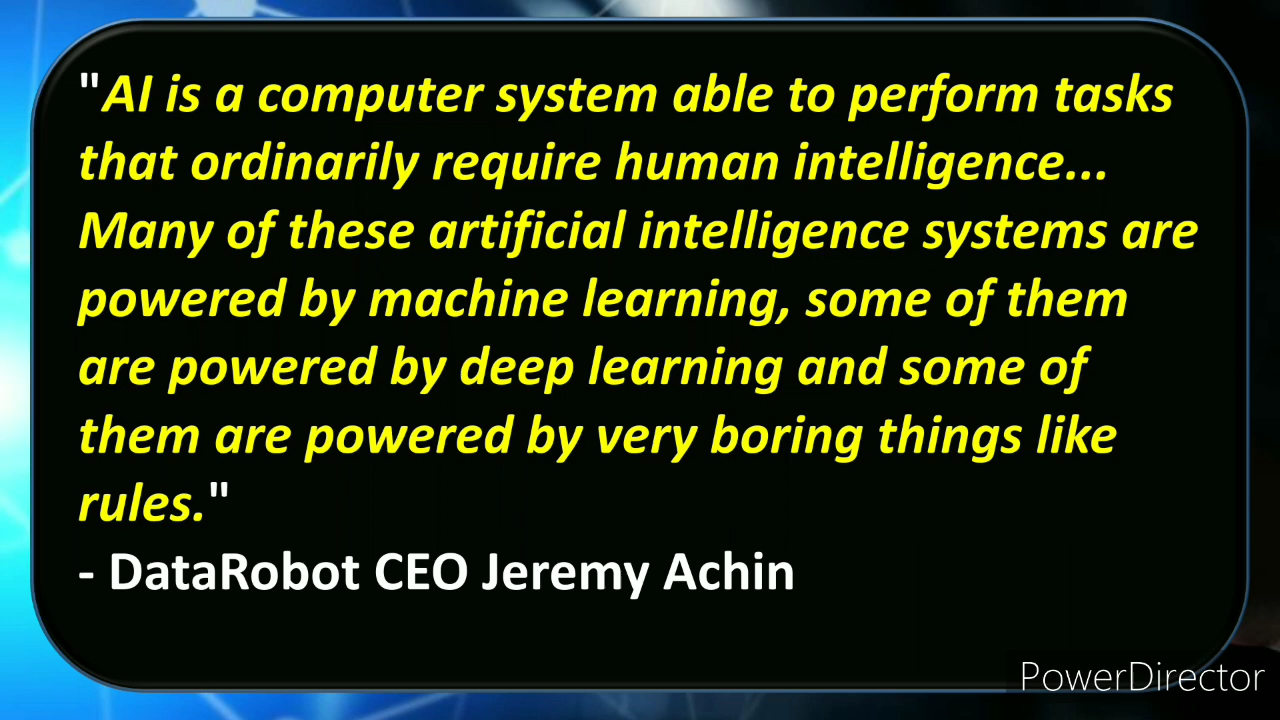 "AI is a computer system able to perform tasks
that ordinarily require human intelligence...
Many of these artificial intelligence systems are
powered by machine learning, some of them
are powered by deep learning and some of
them are powered by very boring things like
rules."
- DataRobot CEO Jeremy Achin
PowerDirector